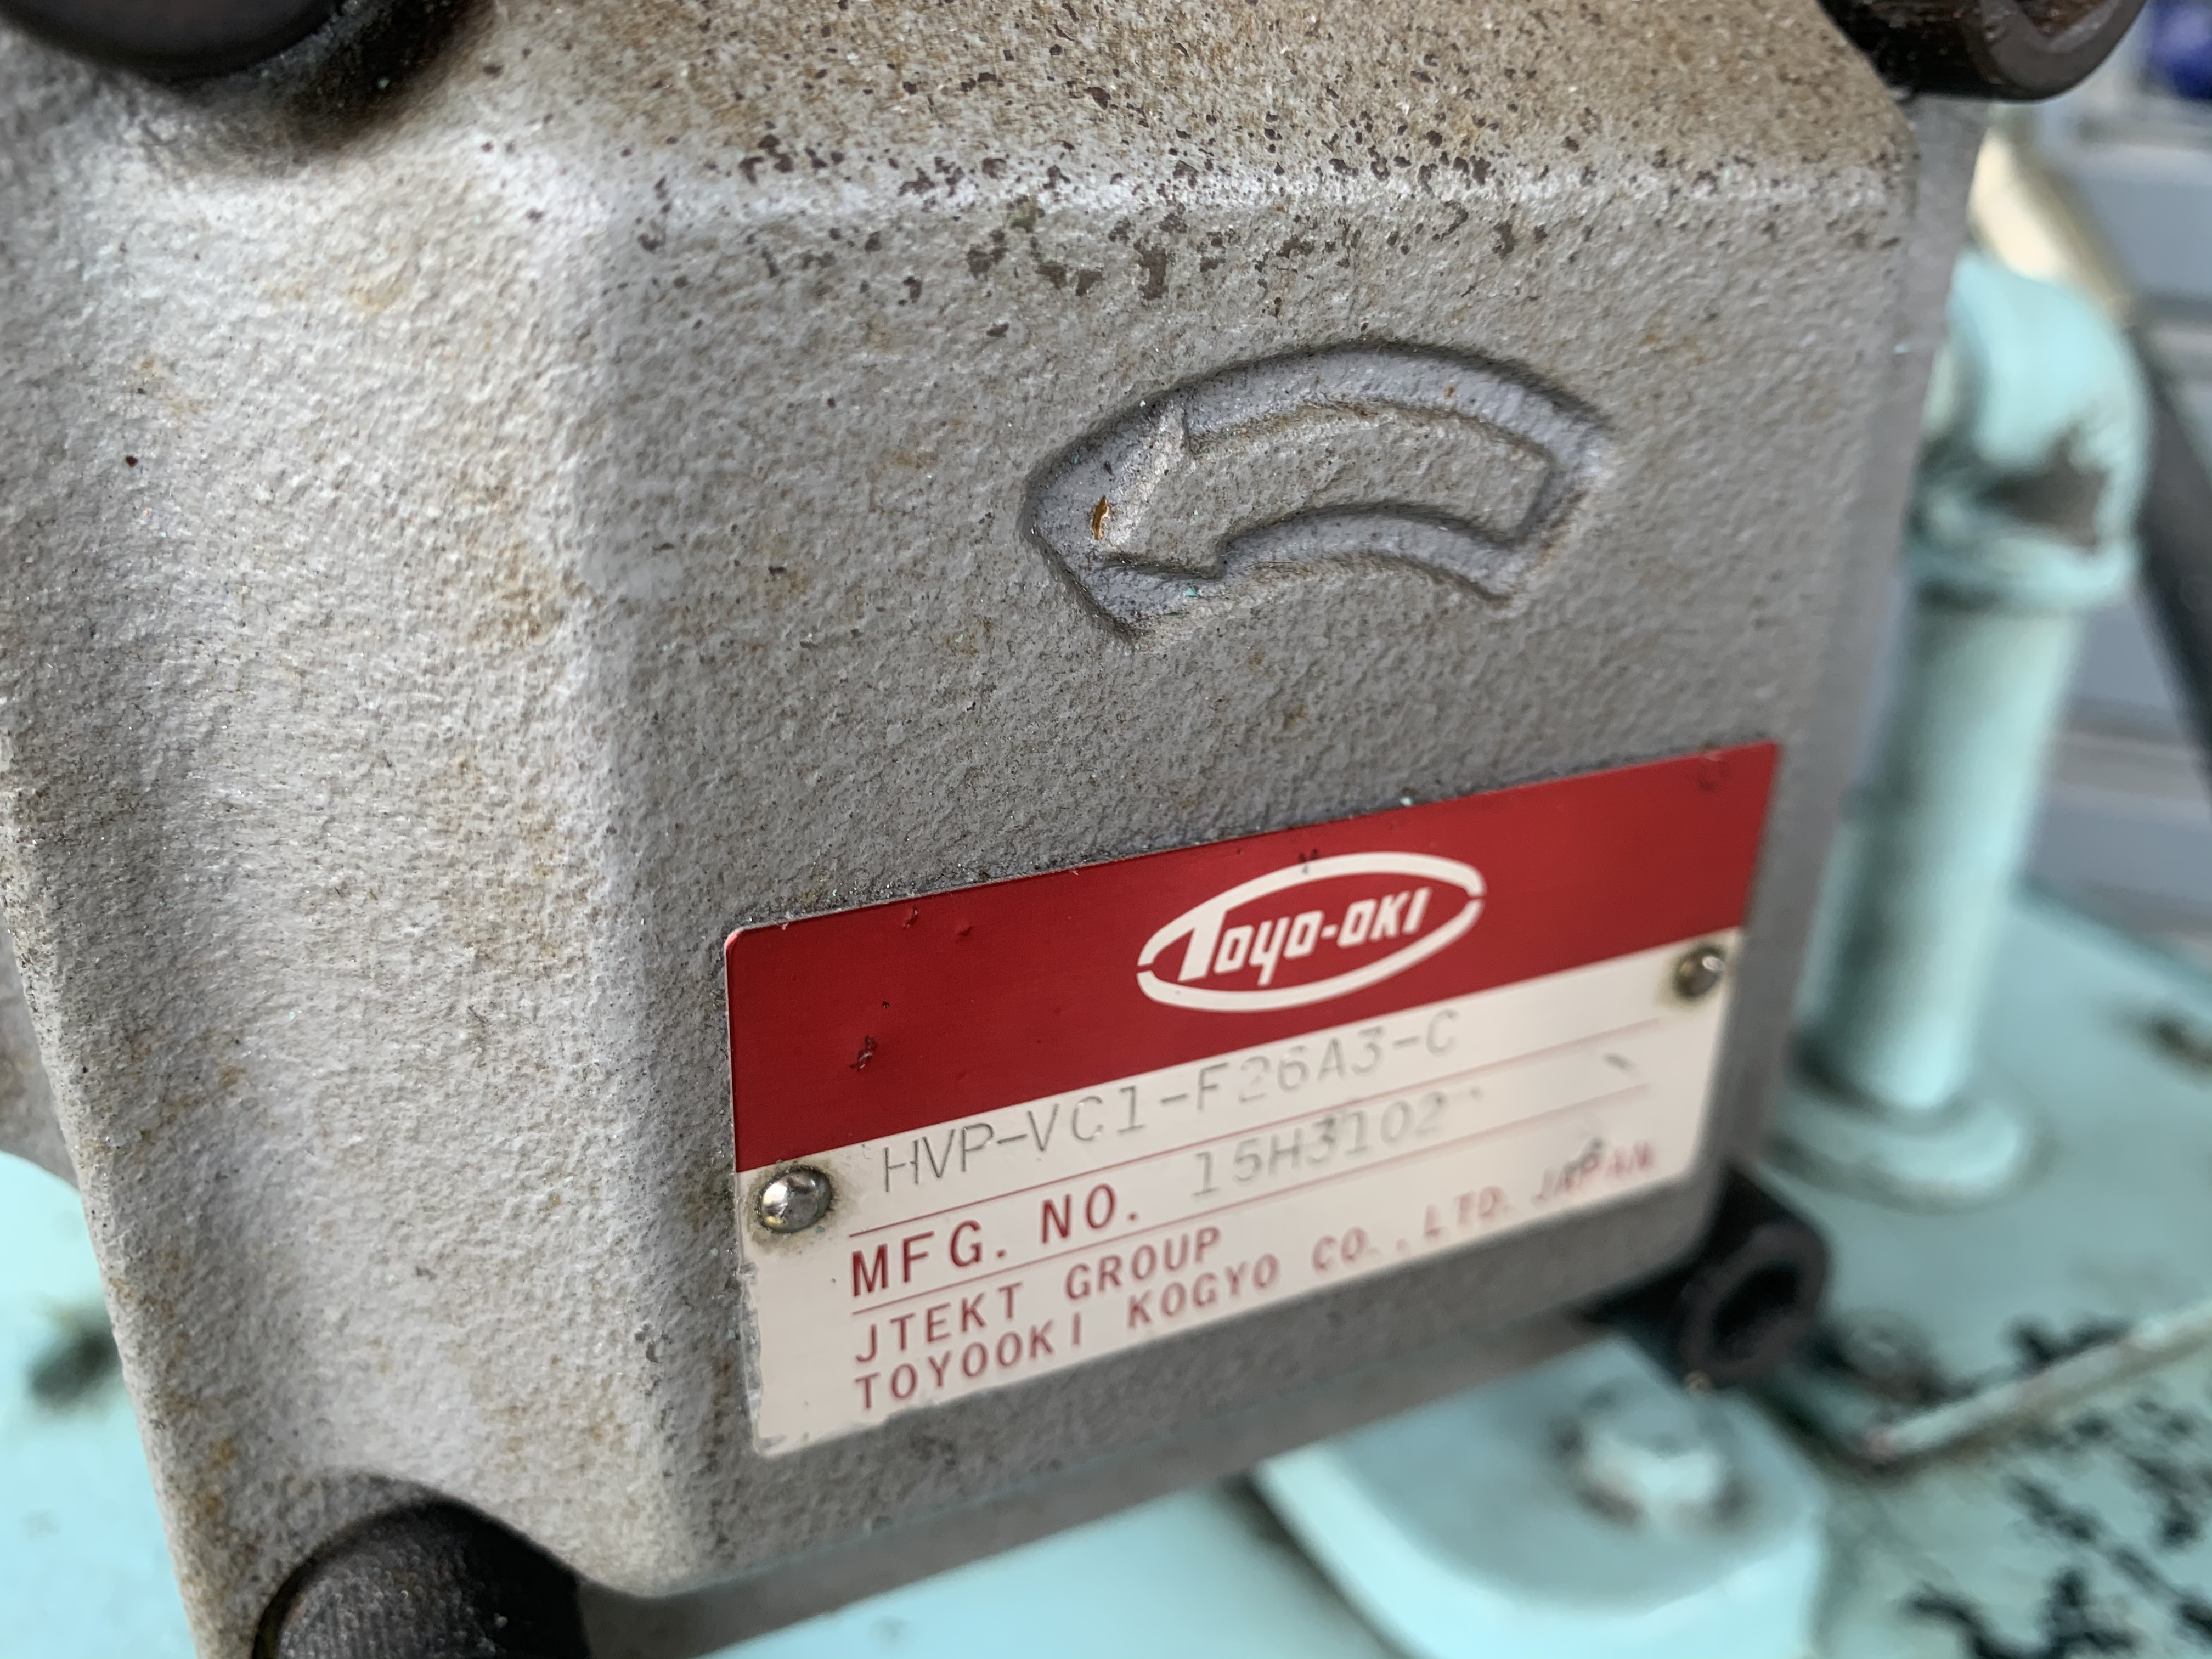 TOYO-OKI
HVP-VC1-F26A3-C
MFG. NO. 15H3102
JTEKT GROUP
TOYOOKI KOGYO CO., LTD. JAPAN